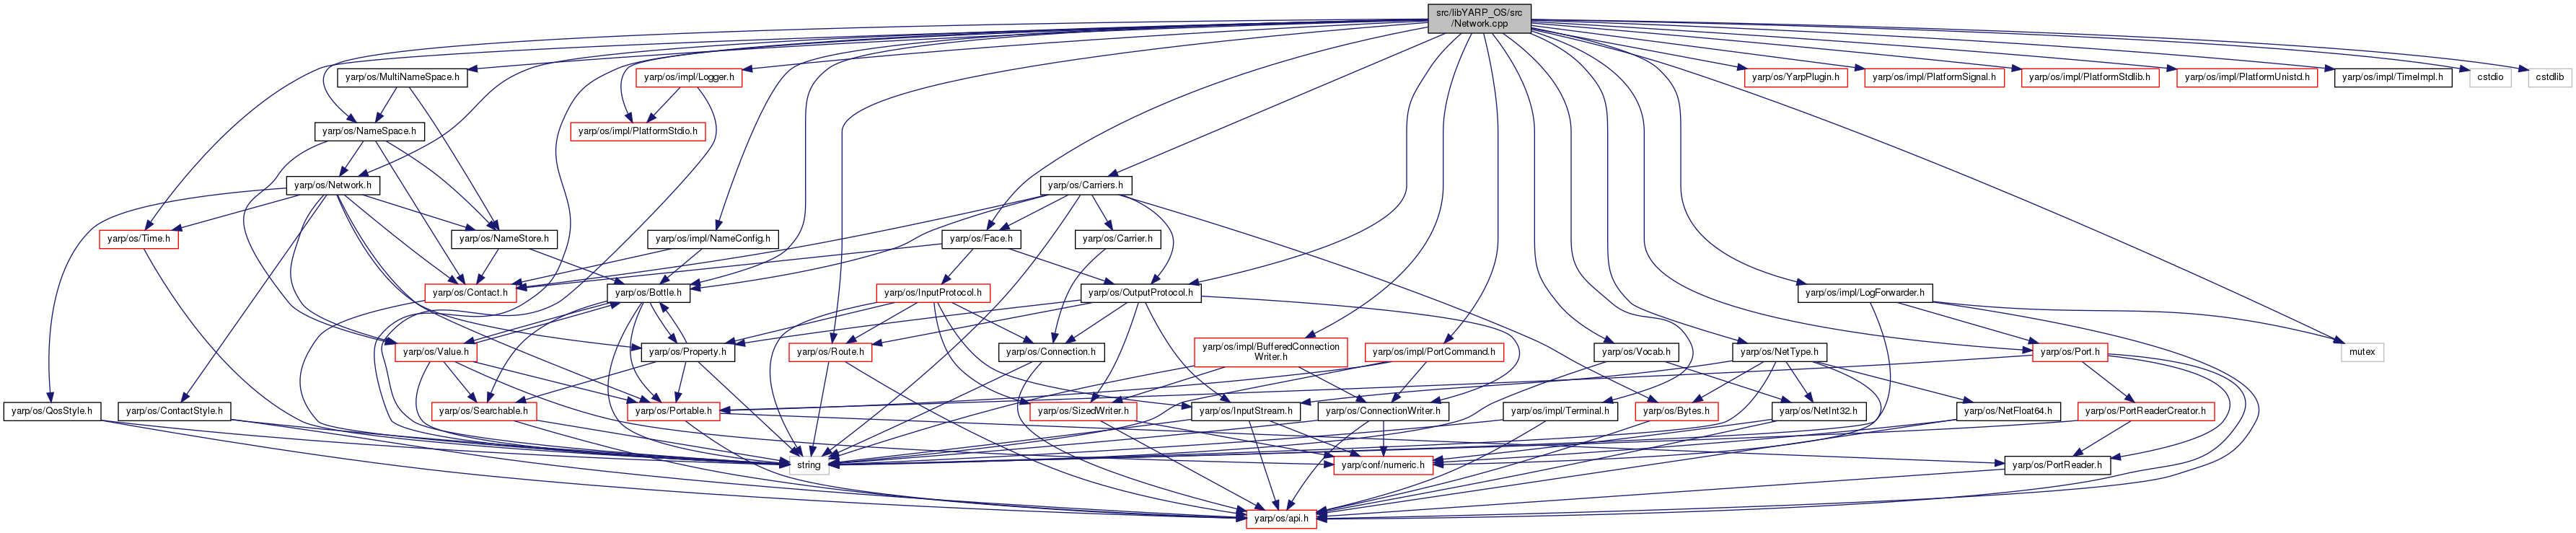 src/libYARP_OS/src
/Network.cpp
yarp/os/MultiNameSpace.h
yarp/os/impl/Logger.h
yarp/os/YarpPlugin.h
yarp/os/impl/PlatformSignal.h
yarp/os/impl/PlatformStdlib.h
yarp/os/impl/PlatformUnistd.h
yarp/os/impl/TimeImpl.h
cstdio
cstdlib
yarp/os/NameSpace.h
yarp/os/impl/PlatformStdio.h
yarp/os/Network.h
yarp/os/Carriers.h
yarp/os/Time.h
yarp/os/NameStore.h
yarp/os/impl/NameConfig.h
yarp/os/Face.h
yarp/os/Carrier.h
yarp/os/Contact.h
yarp/os/Bottle.h
yarp/os/InputProtocol.h
yarp/os/OutputProtocol.h
yarp/os/impl/LogForwarder.h
yarp/os/Value.h
yarp/os/Property.h
yarp/os/Route.h
yarp/os/Connection.h
yarp/os/impl/BufferedConnection
Writer.h
yarp/os/impl/PortCommand.h
yarp/os/Vocab.h
yarp/os/NetType.h
yarp/os/Port.h
mutex
yarp/os/QosStyle.h
yarp/os/ContactStyle.h
yarp/os/Searchable.h
yarp/os/Portable.h
yarp/os/SizedWriter.h
yarp/os/InputStream.h
yarp/os/ConnectionWriter.h
yarp/os/impl/Terminal.h
yarp/os/Bytes.h
yarp/os/NetInt32.h
yarp/os/NetFloat64.h
yarp/os/PortReaderCreator.h
string
yarp/conf/numeric.h
yarp/os/PortReader.h
yarp/os/api.h